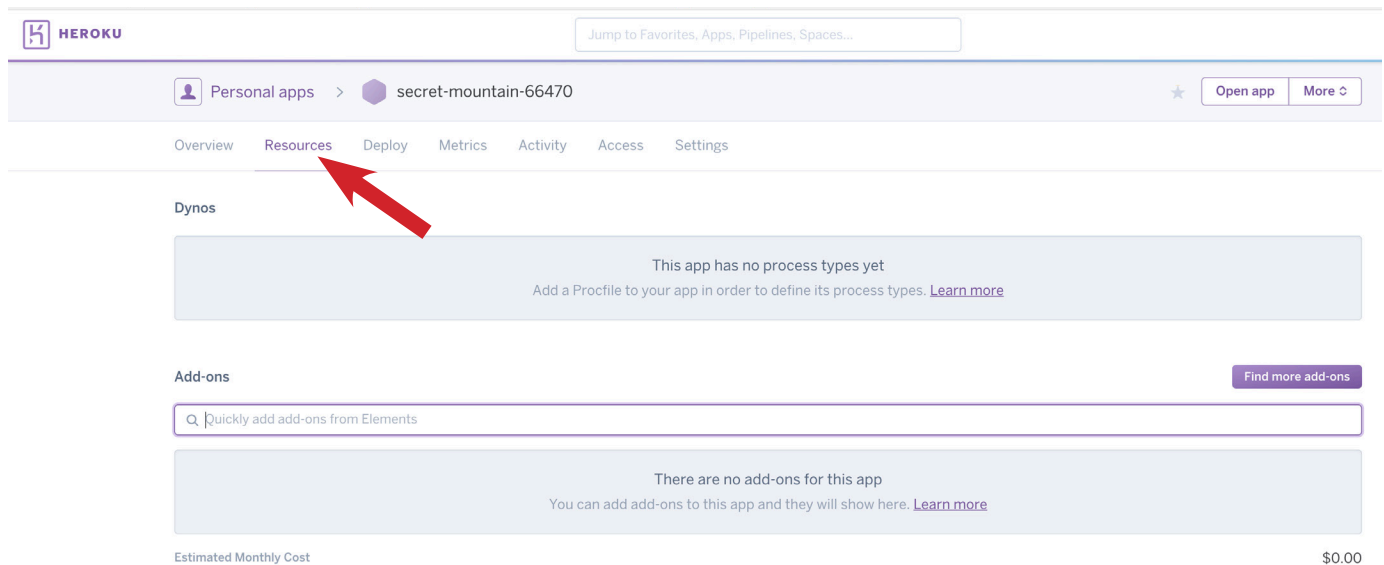 HEROKU
Jump to Favorites, Apps, Pipelines, Spaces...
Personal apps > secret-mountain-66470
Open app More
Overview Resources Deploy Metrics Activity Access Settings
Dynos
This app has no process types yet
Add a Procfile to your app in order to define its process types. Learn more
Add-ons
Find more add-ons
Quickly add add-ons from Elements
There are no add-ons for this app
You can add add-ons to this app and they will show here. Learn more
Estimated Monthly Cost $0.00